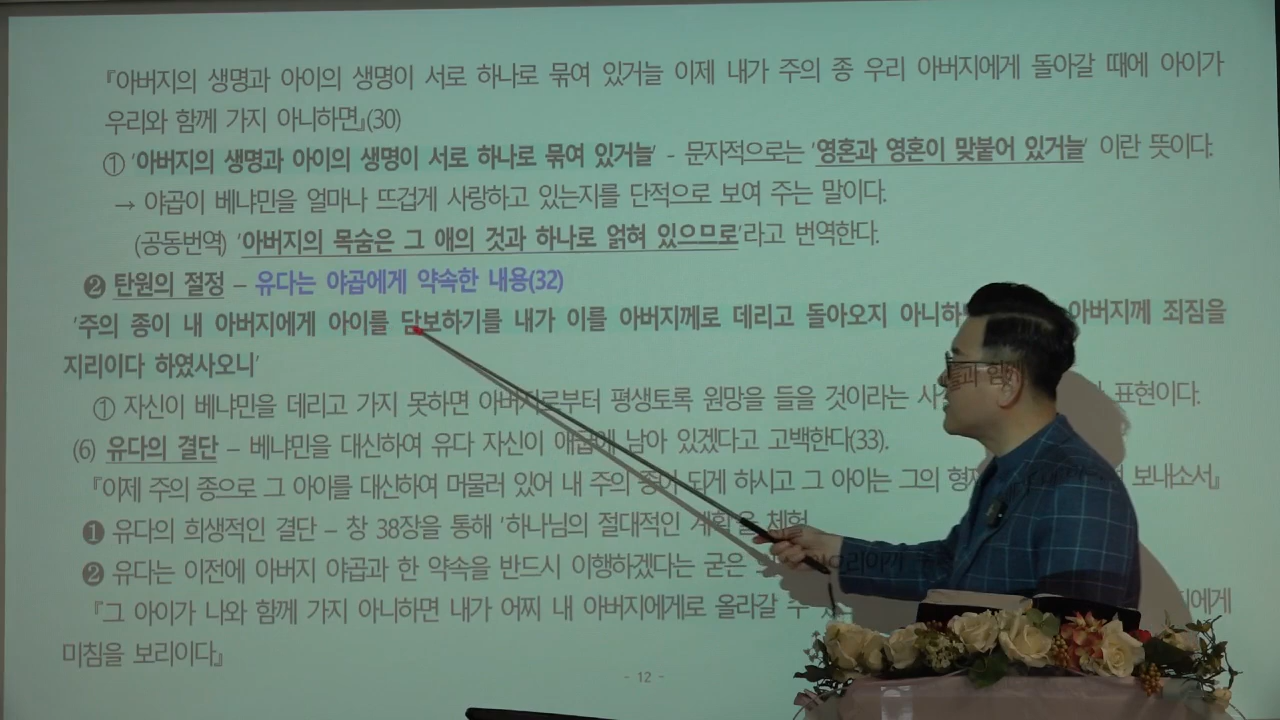 『아버지의 생명과 아이의 생명이 서로 하나로 묶여 있거늘 이제 내가 주의 종 우리 아버지에게 돌아갈 때에 아이가
우리와 함께 가지 아니하면』(30)
① '아버지의 생명과 아이의 생명이 서로 하나로 묶여 있거늘' - 문자적으로는 '영혼과 영혼이 맞붙어 있거늘' 이란 뜻이다.
→ 야곱이 베냐민을 얼마나 뜨겁게 사랑하고 있는지를 단적으로 보여 주는 말이다.
(공동번역) '아버지의 목숨은 그 애의 것과 하나로 얽혀 있으므로'라고 번역한다.
❷ 탄원의 절정 – 유다는 야곱에게 약속한 내용(32)
'주의 종이 내 아버지에게 아이를 담보하기를 내가 이를 아버지께로 데리고 돌아오지 아니하면 아버지께 죄짐을
지리이다 하였사오니'
① 자신이 베냐민을 데리고 가지 못하면 아버지로부터 평생토록 원망을 들을 것이라는 표현이다.
(6) 유다의 결단 – 베냐민을 대신하여 유다 자신이 애굽에 남아 있겠다고 고백한다(33).
『이제 주의 종으로 그 아이를 대신하여 머물러 있어 내 주의 종이 되게 하시고 그 아이는 그의 보내소서』
❶ 유다의 희생적인 결단 – 창 38장을 통해 '하나님의 절대적인 계획'을 체험
❷ 유다는 이전에 아버지 야곱과 한 약속을 반드시 이행하겠다는 굳은
『그 아이가 나와 함께 가지 아니하면 내가 어찌 내 아버지에게로 올라갈 수
미침을 보리이다』
- 12 -